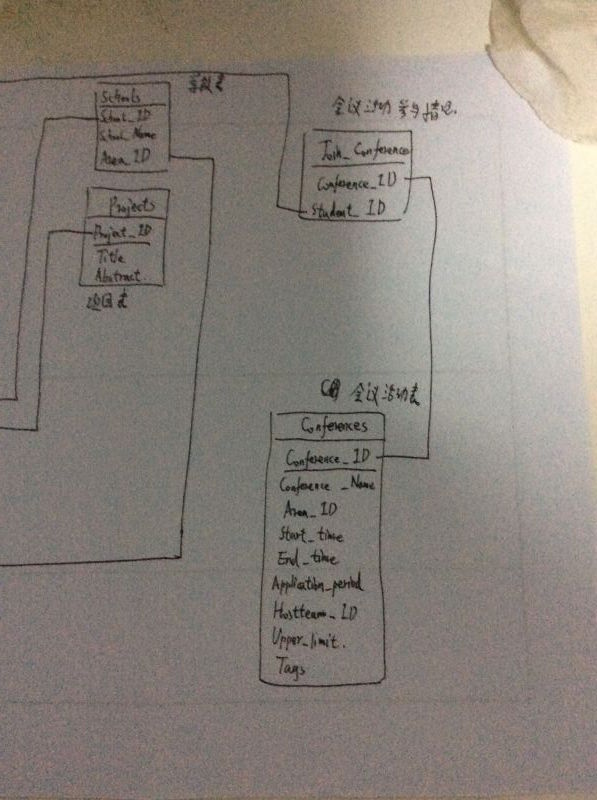 学校表
Schools
School_ID
School_Name
Area_ID
Projects
Project_ID
Title
Abstract
项目表
会议活动参与情况
Join_Conference
Conference_ID
Student_ID
会议活动表
Conferences
Conference_ID
Conference_Name
Area_ID
Start_time
End_time
Application_period
Hostteam_ID
Upper_limit.
Tags